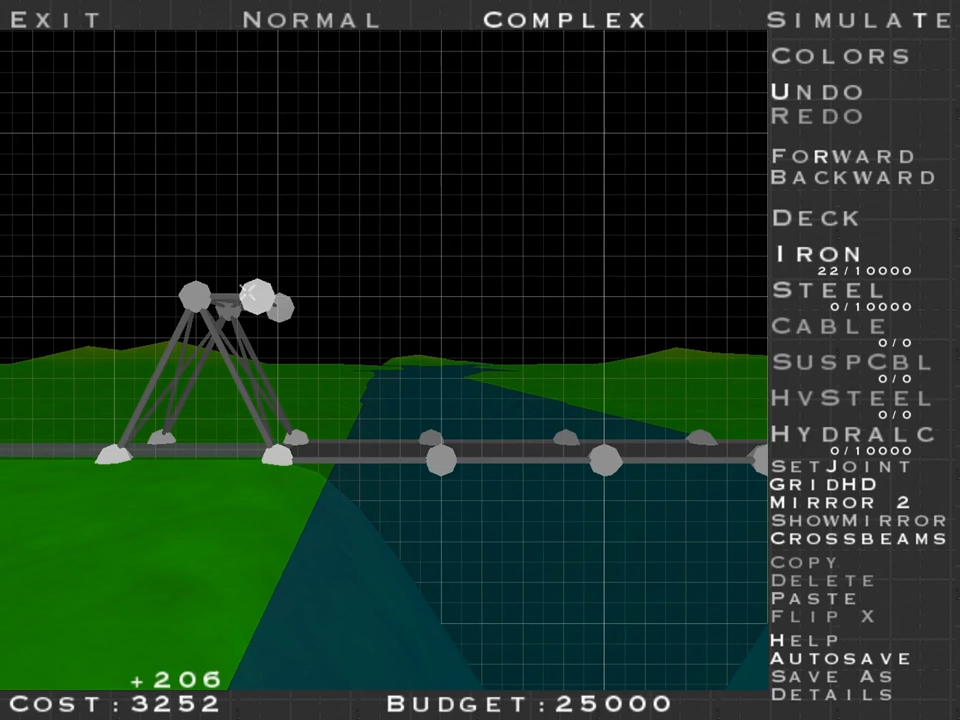 EXIT NORMAL COMPLEX SIMULATE
COLORS
UNDO
REDO
FORWARD
BACKWARD
DECK
IRON
22/10000
STEEL
0/10000
CABLE
0/0
SUSPCBL
0/0
HVSTEEL
0/0
HYDRALC
0/10000
SETJOINT
GRIDHD
MIRROR 2
SHOWMIRROR
CROSSBEAMS
COPY
DELETE
PASTE
FLIP X
HELP
AUTOSAVE
SAVE AS
DETAILS
+206
COST:3252 BUDGET:25000